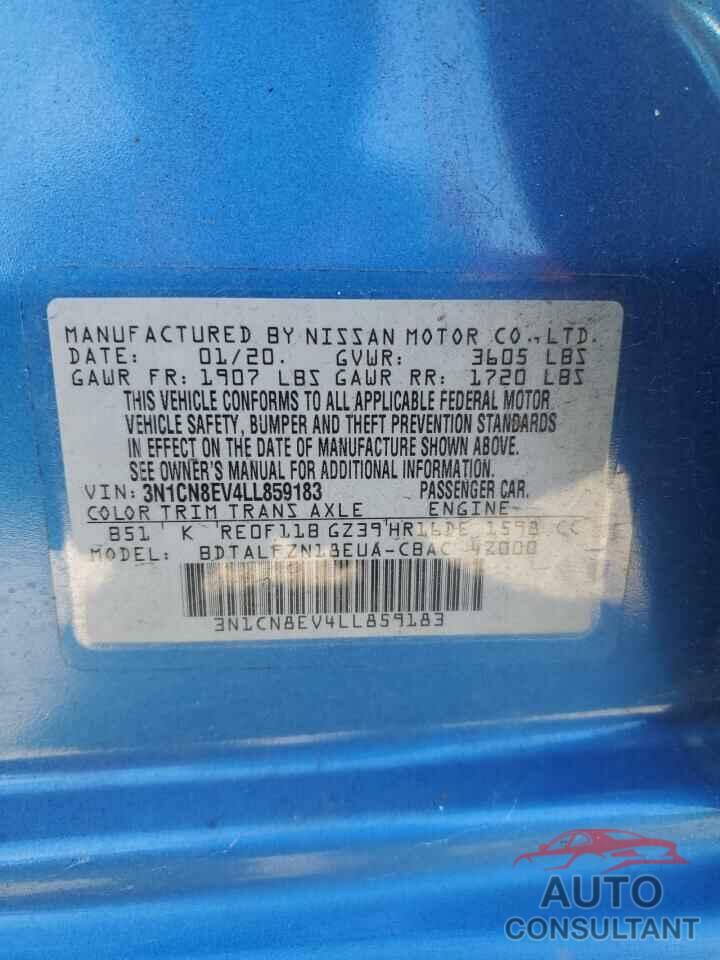 MANUFACTURED BY NISSAN MOTOR CO.,LTD.
DATE: 01/20. GVWR: 3605 LBS
GAWR FR: 1907 LBS GAWR RR: 1720 LBS
THIS VEHICLE CONFORMS TO ALL APPLICABLE FEDERAL MOTOR
VEHICLE SAFETY, BUMPER AND THEFT PREVENTION STANDARDS
IN EFFECT ON THE DATE OF MANUFACTURE SHOWN ABOVE.
SEE OWNER'S MANUAL FOR ADDITIONAL INFORMATION.
VIN: 3N1CN8EV4LL859183 PASSENGER CAR.
COLOR TRIM TRANS AXLE ENGINE
B51 K RE0F11B GZ39 HR16DE 1598 CC
MODEL: 42000
3N1CN8EV4LL859183
AUTO
CONSULTANT